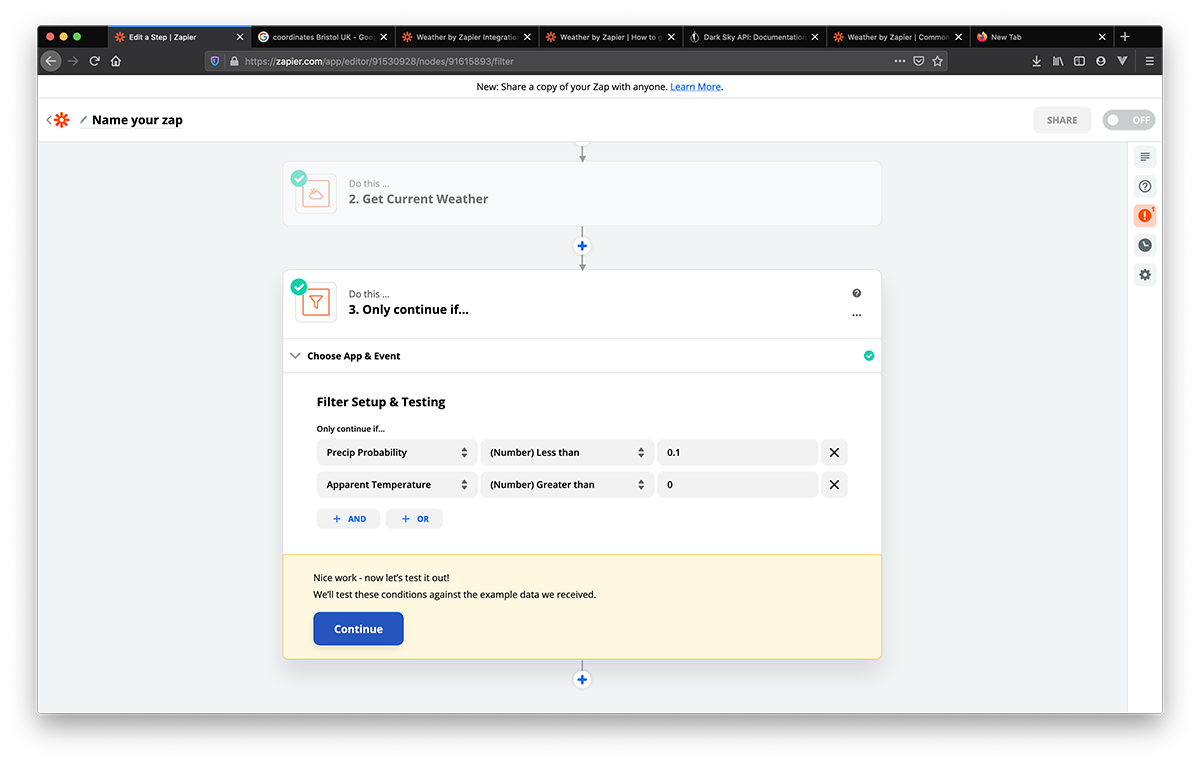 Edit a Step | Zapier
coordinates Bristol UK - Goo
Weather by Zapier Integration
Weather by Zapier | How to g
Dark Sky API: Documentation
Weather by Zapier | Common
New Tab
https://zapier.com/app/editor/91530928/nodes/91615893/filter
New: Share a copy of your Zap with anyone. Learn More.
Name your zap
SHARE
OFF
Do this ...
2. Get Current Weather
1
Do this ...
3. Only continue if...
Choose App & Event
Filter Setup & Testing
Only continue if...
Precip Probability (Number) Less than 0.1
Apparent Temperature (Number) Greater than 0
+ AND + OR
Nice work - now let's test it out!
We'll test these conditions against the example data we received.
Continue